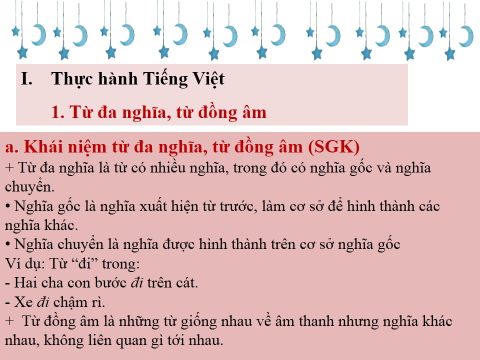 I. Thực hành Tiếng Việt
1. Từ đa nghĩa, từ đồng âm
a. Khái niệm từ đa nghĩa, từ đồng âm (SGK)
+ Từ đa nghĩa là từ có nhiều nghĩa, trong đó có nghĩa gốc và nghĩa
chuyển.
• Nghĩa gốc là nghĩa xuất hiện từ trước, làm cơ sở để hình thành các
nghĩa khác.
• Nghĩa chuyển là nghĩa được hình thành trên cơ sở nghĩa gốc
Ví dụ: Từ “đi” trong:
- Hai cha con bước đi trên cát.
- Xe đi chậm rì.
+ Từ đồng âm là những từ giống nhau về âm thanh nhưng nghĩa khác
nhau, không liên quan gì tới nhau.